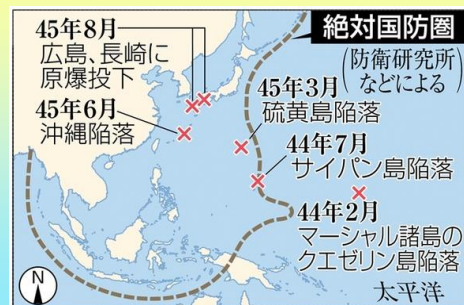 絶対国防圏
(防衛研究所
などによる)
45年8月
広島、長崎に
原爆投下
45年6月
沖縄陥落
45年3月
硫黄島陥落
44年7月
サイパン島陥落
44年2月
マーシャル諸島の
クエゼリン島陥落
太平洋
N